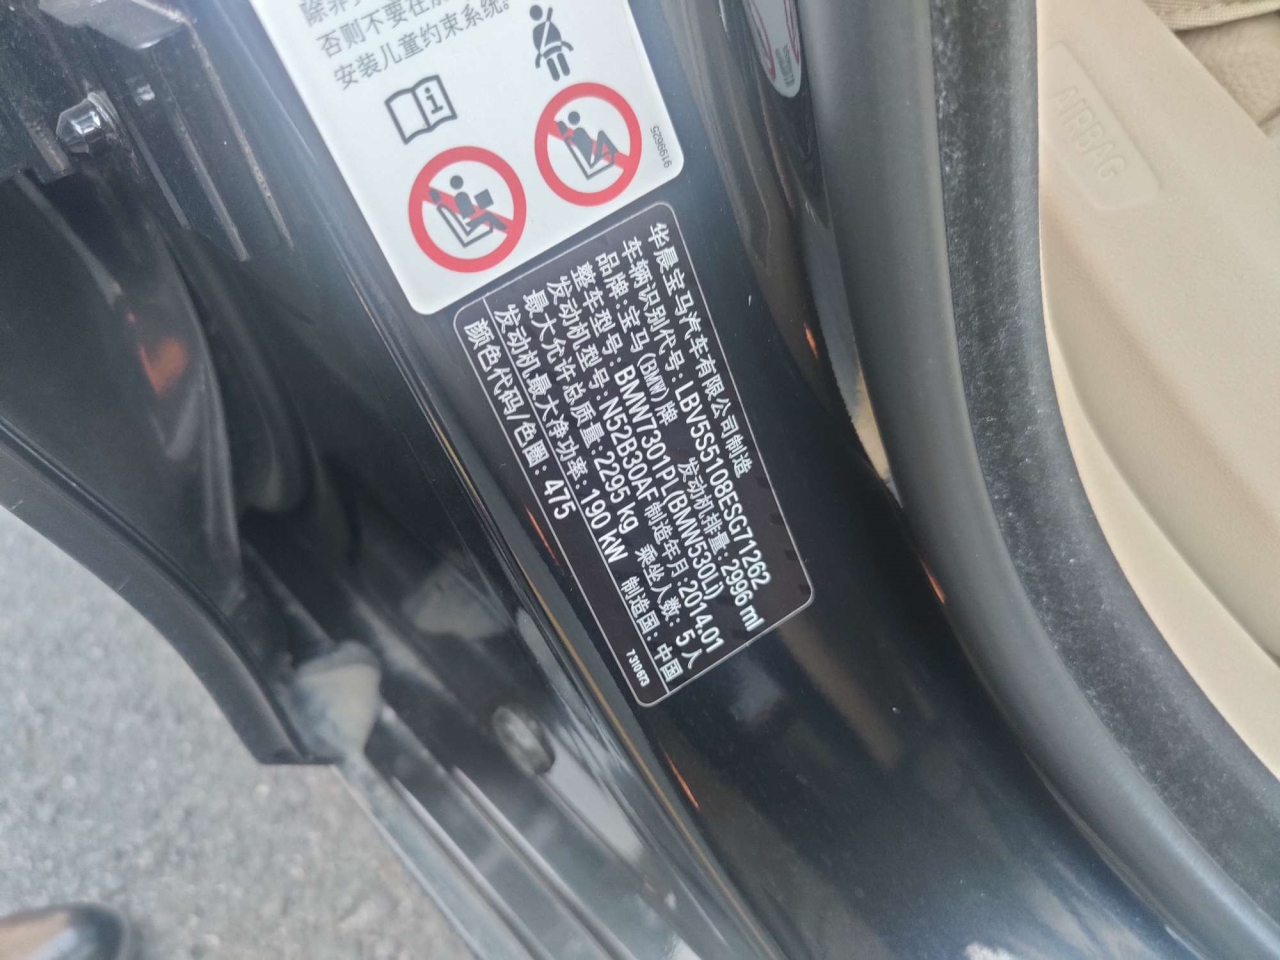 否则不要在
安装儿童约束系统。
9199625
华晨宝马汽车有限公司制造
车辆识别代号: LBV5S5108ESG71262
品牌: 宝马(BMW)牌 发动机排量: 2996 ml
整车型号: BMW7301PL(BMW530Li)
发动机型号: N52B30AF 制造年月: 2014.01
最大允许总质量: 2295 kg 乘坐人数: 5 人
发动机最大净功率: 190 kW 制造国: 中国
颜色代码/色圈: 475 7310673
AIRBAG